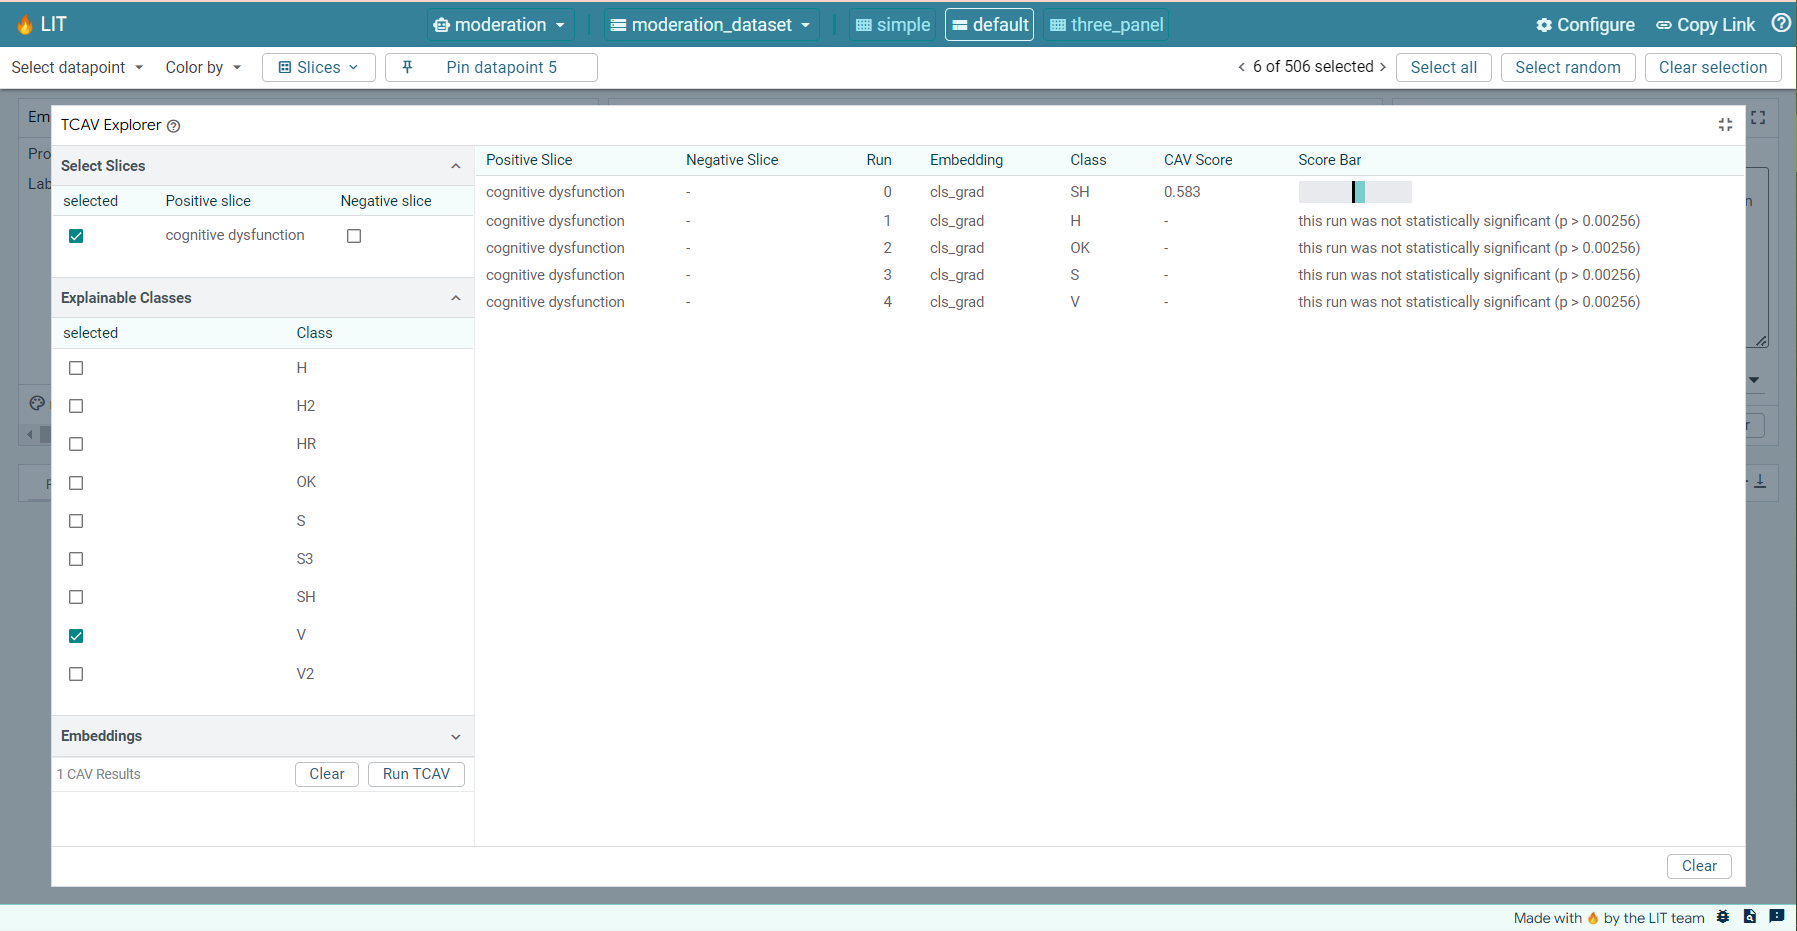 LIT moderation moderation_dataset simple default three_panel Configure Copy Link
Select datapoint Color by Slices Pin datapoint 5 6 of 506 selected Select all Select random Clear selection
TCAV Explorer
Em
Pro
Lab
Select Slices
selected Positive slice Negative slice
cognitive dysfunction
Explainable Classes
selected Class
H
H2
HR
OK
S
S3
SH
V
V2
Embeddings
1 CAV Results Clear Run TCAV
Positive Slice Negative Slice Run Embedding Class CAV Score Score Bar
cognitive dysfunction - 0 cls_grad SH 0.583
cognitive dysfunction - 1 cls_grad H - this run was not statistically significant (p > 0.00256)
cognitive dysfunction - 2 cls_grad OK - this run was not statistically significant (p > 0.00256)
cognitive dysfunction - 3 cls_grad S - this run was not statistically significant (p > 0.00256)
cognitive dysfunction - 4 cls_grad V - this run was not statistically significant (p > 0.00256)
n
r
Clear
Made with by the LIT team